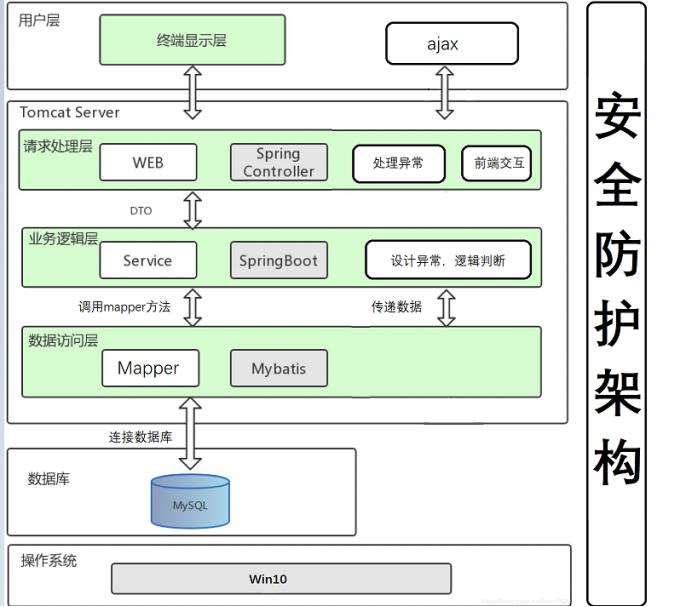 用户层
终端显示层
ajax
Tomcat Server
请求处理层
WEB
Spring
Controller
处理异常
前端交互
DTO
业务逻辑层
Service
SpringBoot
设计异常,逻辑判断
调用mapper方法
传递数据
数据访问层
Mapper
Mybatis
连接数据库
数据库
MySQL
操作系统
Win10
安全防护架构